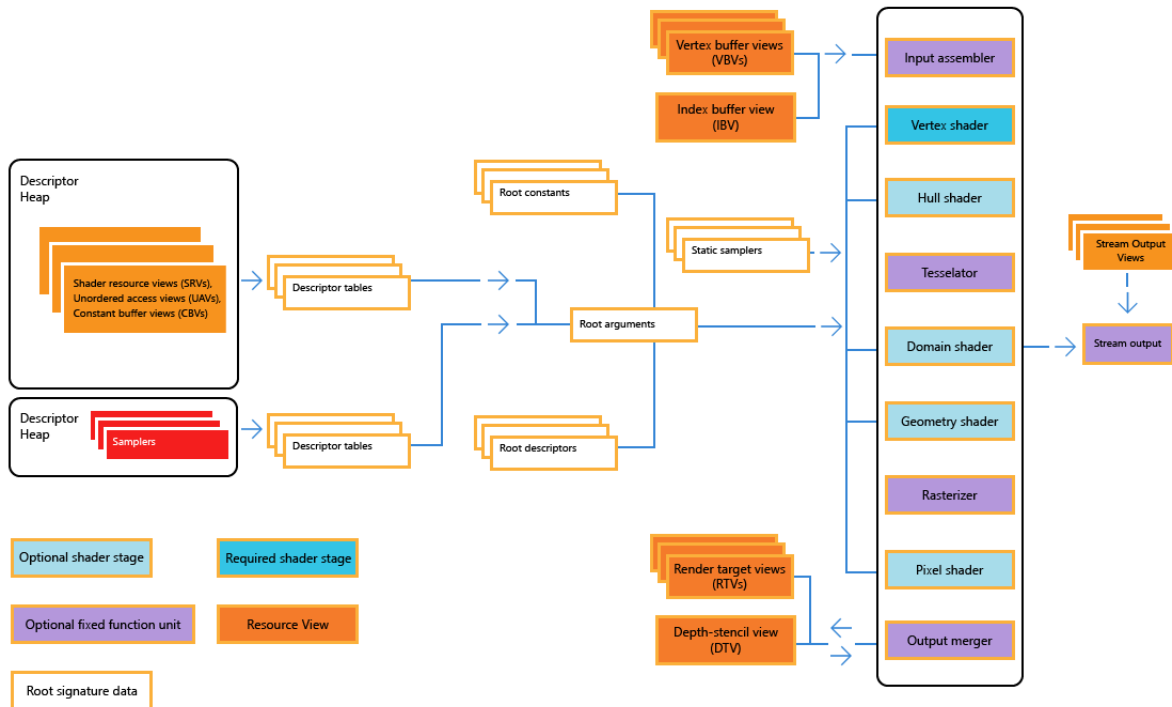 Vertex buffer views
(VBVs)
Index buffer view
(IBV)
Input assembler
Vertex shader
Hull shader
Tesselator
Domain shader
Geometry shader
Rasterizer
Pixel shader
Output merger
Descriptor
Heap
Shader resource views (SRVs),
Unordered access views (UAVs),
Constant buffer views (CBVs)
Descriptor tables
Root constants
Static samplers
Root arguments
Stream Output
Views
Stream output
Descriptor
Heap
Samplers
Descriptor tables
Root descriptors
Render target views
(RTVs)
Depth-stencil view
(DTV)
Optional shader stage
Required shader stage
Optional fixed function unit
Resource View
Root signature data